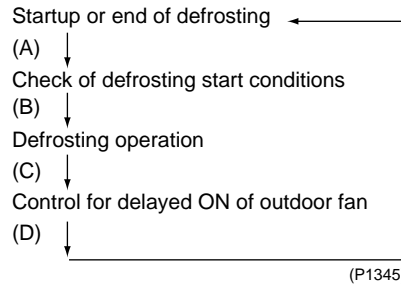 Startup or end of defrosting
(A)
Check of defrosting start conditions
(B)
Defrosting operation
(C)
Control for delayed ON of outdoor fan
(D)
(P1345